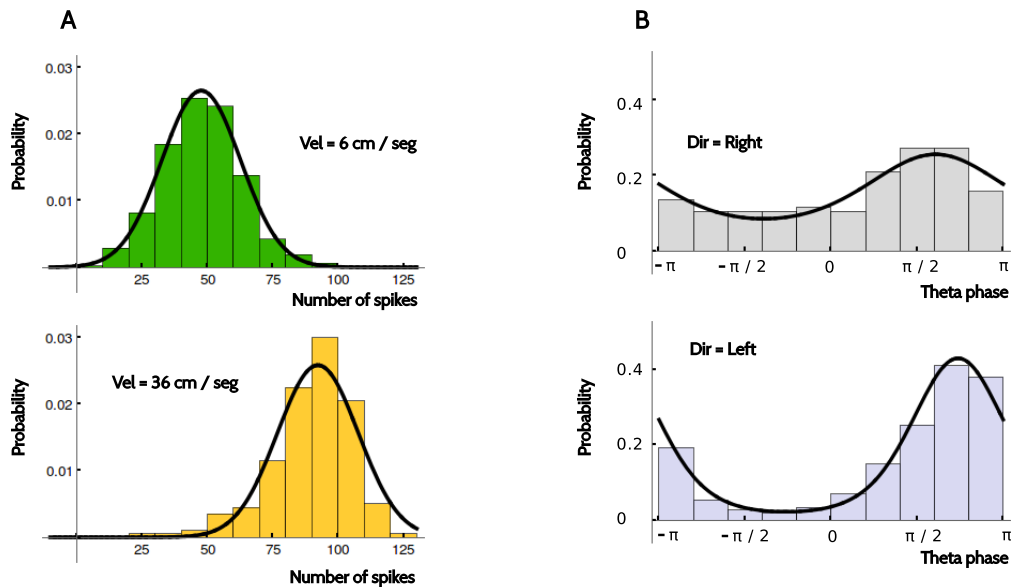 A
0.03
0.02
0.01
Probability
Vel = 6 cm / seg
25 50 75 100
Number of spikes
0.03
0.02
0.01
Probability
Vel = 36 cm / seg
25 50 75 100 125
Number of spikes
B
0.4
0.2
0
Probability
Dir = Right
- π - π / 2 0 π / 2 π
Theta phase
0.4
0.2
0
Probability
Dir = Left
- π - π / 2 0 π / 2 π
Theta phase